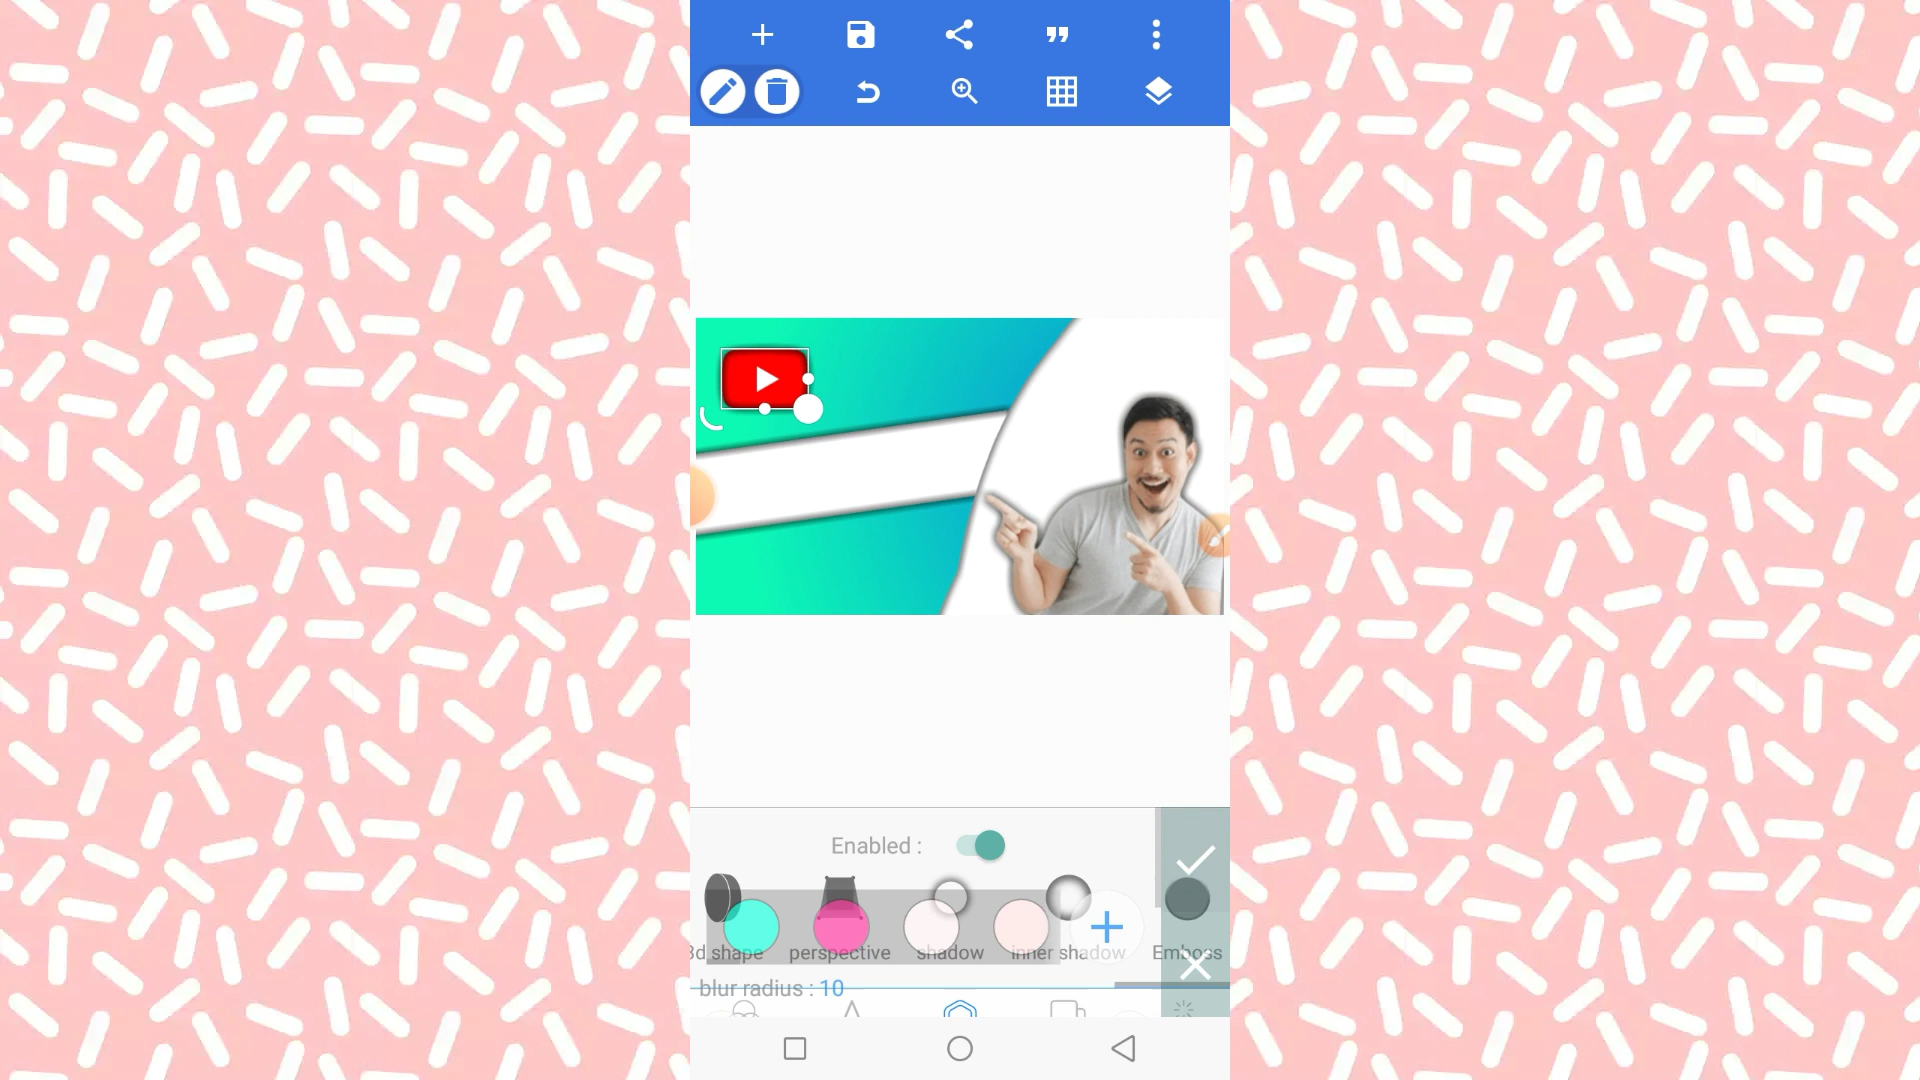 Enabled :
3d shape perspective shadow inner shadow Emboss
blur radius : 10